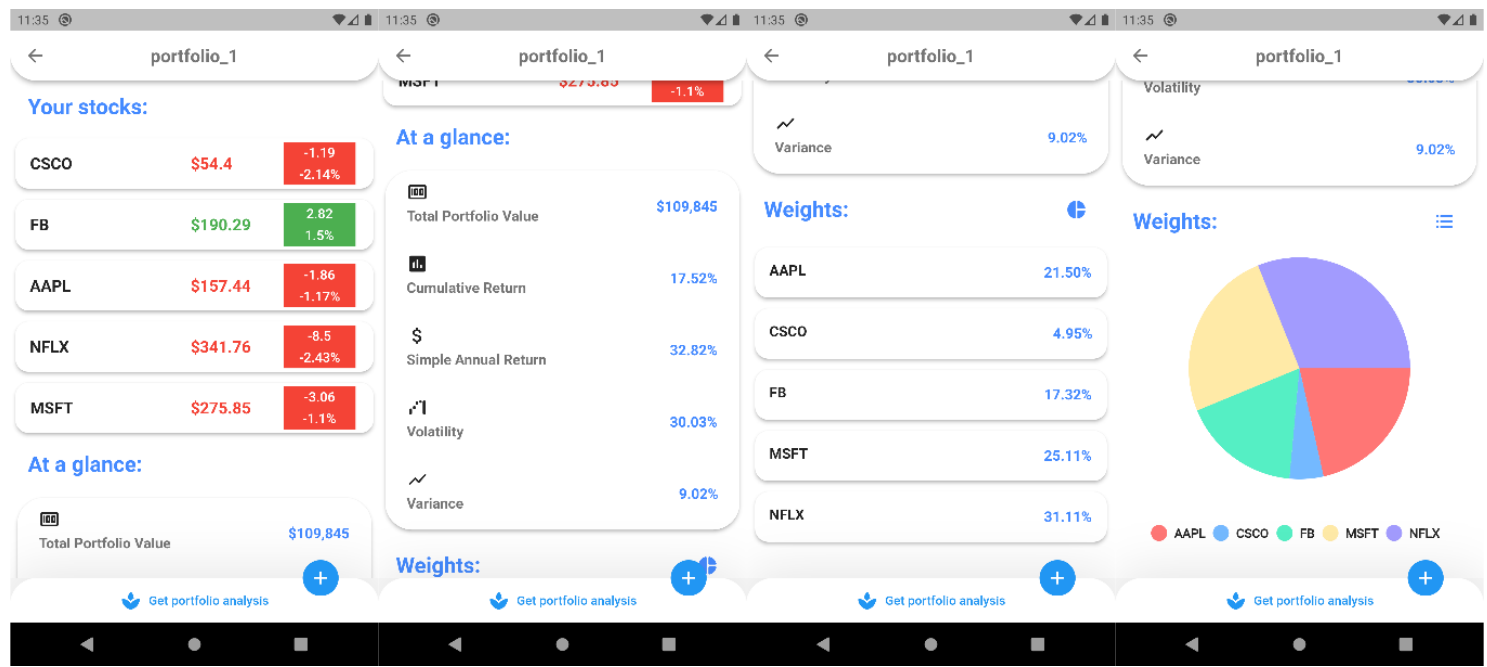 11:35
portfolio_1
Your stocks:
CSCO $54.4 -1.19 -2.14%
FB $190.29 2.82 1.5%
AAPL $157.44 -1.86 -1.17%
NFLX $341.76 -8.5 -2.43%
MSFT $275.85 -3.06 -1.1%
At a glance:
Total Portfolio Value $109,845
Get portfolio analysis
11:35
portfolio_1
MSFT $275.85 -1.1%
At a glance:
Total Portfolio Value $109,845
Cumulative Return 17.52%
Simple Annual Return 32.82%
Volatility 30.03%
Variance 9.02%
Weights:
Get portfolio analysis
11:35
portfolio_1
Variance 9.02%
Weights:
AAPL 21.50%
CSCO 4.95%
FB 17.32%
MSFT 25.11%
NFLX 31.11%
Get portfolio analysis
11:35
portfolio_1
Volatility
Variance 9.02%
Weights:
AAPL CSCO FB MSFT NFLX
Get portfolio analysis